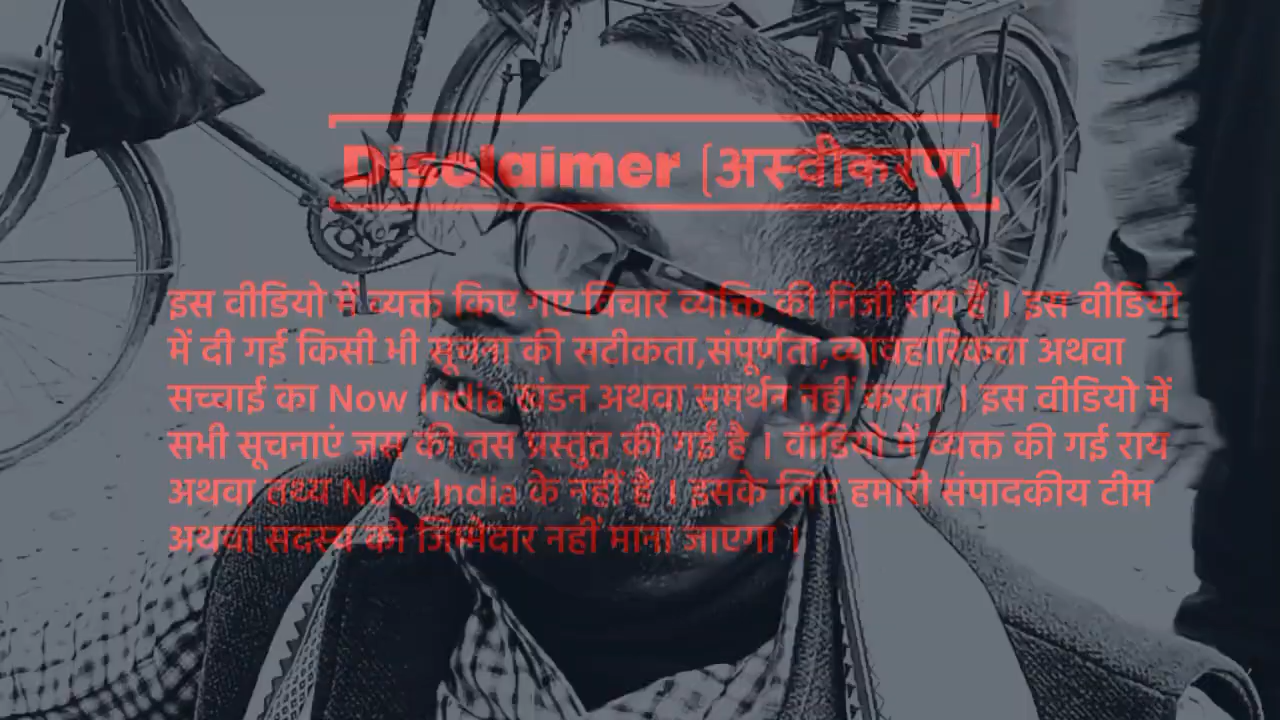 Disclaimer (अस्वीकरण)
इस वीडियो में व्यक्त किए गए विचार व्यक्ति की निजी राय हैं । इस वीडियो
में दी गई किसी भी सूचना की सटीकता,संपूर्णता,व्यावहारिकता अथवा
सच्चाई का Now India खंडन अथवा समर्थन नहीं करता । इस वीडियो में
सभी सूचनाएं जस की तस प्रस्तुत की गई है । वीडियो में व्यक्त की गई राय
अथवा तथ्य Now India के नहीं है । इसके लिए हमारी संपादकीय टीम
अथवा सदस्य को जिम्मेदार नहीं माना जाएगा ।